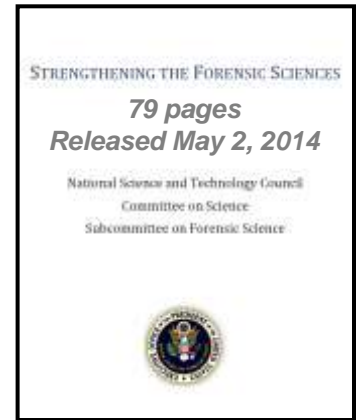 STRENGTHENING THE FORENSIC SCIENCES
79 pages
Released May 2, 2014
National Science and Technology Council
Committee on Science
Subcommittee on Forensic Science